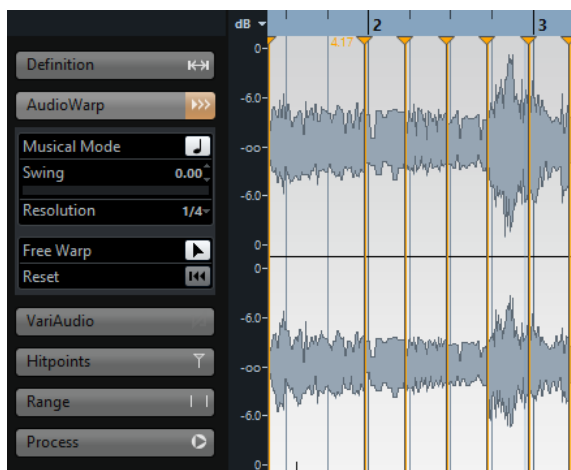 dB 2 3
4.17
Definition
AudioWarp
Musical Mode
Swing 0.00
Resolution 1/4
Free Warp
Reset
VariAudio
Hitpoints
Range
Process
0-
-6.0-
-oo-
-6.0-
0-
0-
-6.0-
-oo-
-6.0-
0-